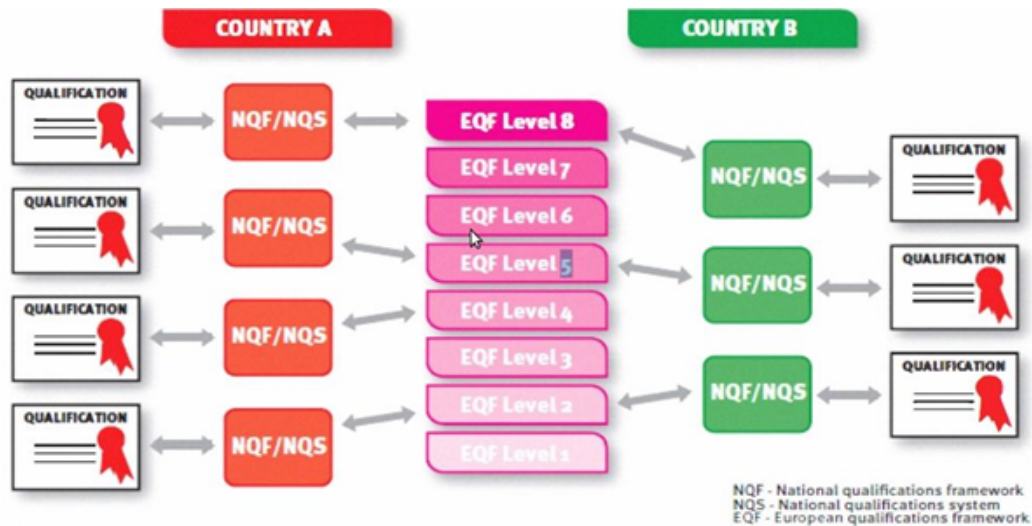 COUNTRY A
COUNTRY B
QUALIFICATION
NQF/NQS
EQF Level 8
QUALIFICATION
NQF/NQS
EQF Level 7
QUALIFICATION
NQF/NQS
EQF Level 6
EQF Level 5
QUALIFICATION
NQF/NQS
QUALIFICATION
NQF/NQS
EQF Level 4
EQF Level 3
QUALIFICATION
NQF/NQS
EQF Level 2
QUALIFICATION
NQF/NQS
EQF Level 1
NQF - National qualifications framework
NQS - National qualifications system
EQF - European qualifications framework